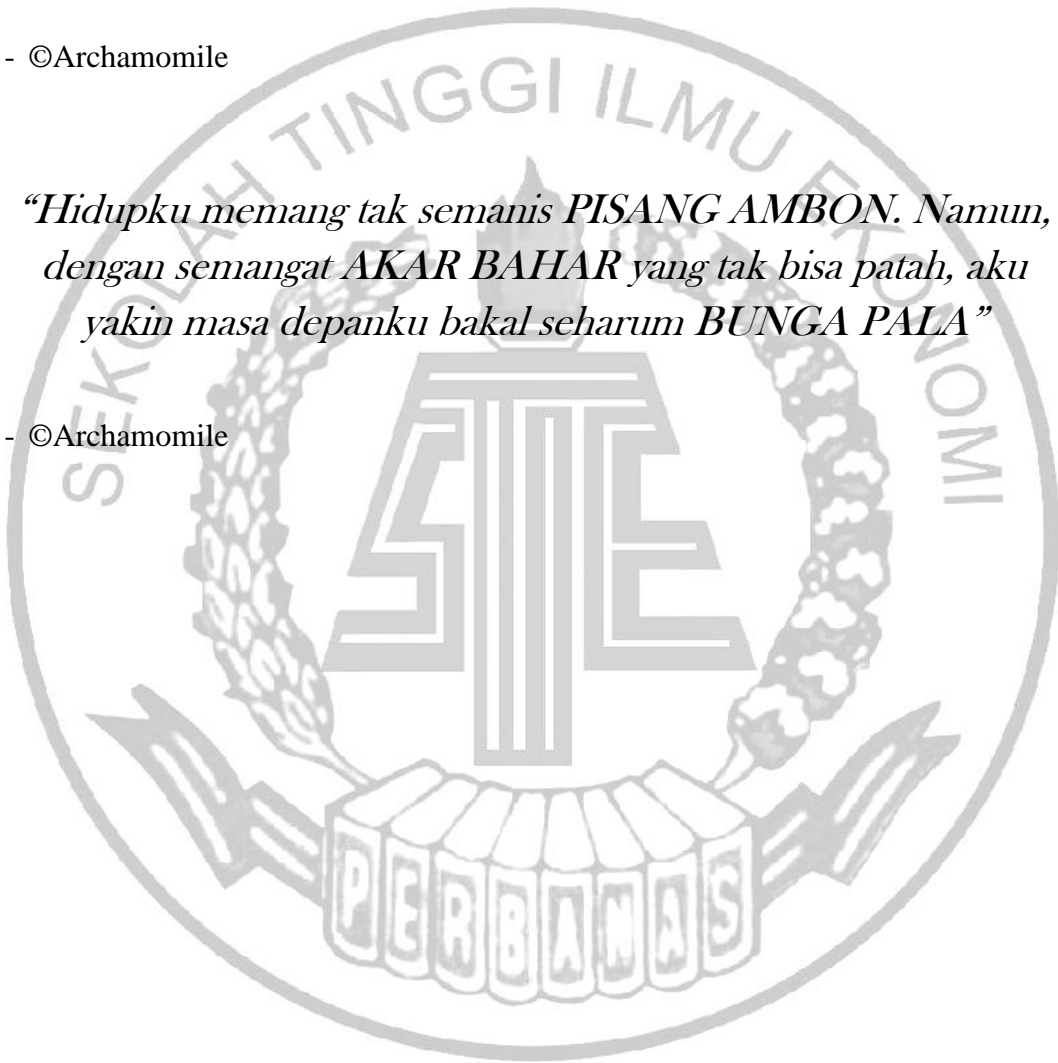 - ©Archamomile
SEKOLAH TINGGI ILMU EKONOMI
“Hidupku memang tak semanis PISANG AMBON. Namun,
dengan semangat AKAR BAHAR yang tak bisa patah, aku
yakin masa depanku bakal seharum BUNGA PALA”
- ©Archamomile
STIE
PERBANAS